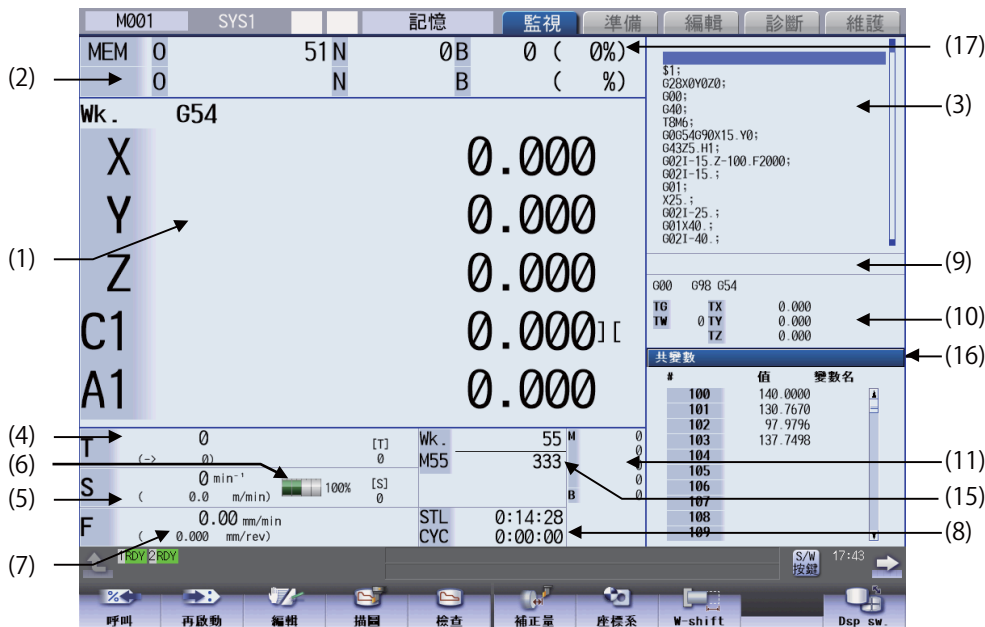 M001 SYS1 記憶 監視 準備 編輯 診斷 維護
MEM O 51 N 0 B 0 ( 0%)
O N B ( %)
(17)
(2)
Wk. G54
X 0.000
Y 0.000
Z 0.000
C1 0.000 ][
A1 0.000
(1)
$1;
G28X0Y0Z0;
G00;
G40;
T8M6;
G0G54G90X15.Y0;
G43Z5.H1;
G02I-15.Z-100.F2000;
G02I-15.;
G01;
X25.;
G02I-25.;
G01X40.;
G02I-40.;
(3)
(9)
G00 G98 G54
TG TX 0.000
TW 0 TY 0.000
TZ 0.000
(10)
共變數
(16)
# 值 變數名
100 140.0000
101 130.7670
102 97.9796
103 137.7498
104
105
106
107
108
109
(4)
(6)
(5)
(7)
T 0 [T]
(-> 0) 0
S 0 min⁻¹ 100% [S]
( 0.0 m/min) 0
F 0.00 mm/min
( 0.000 mm/rev)
Wk. 55
M55 333
M 0
0
0
0
B 0
STL 0:14:28
CYC 0:00:00
(11)
(15)
(8)
1RDY 2RDY
S/W 按鍵
17:43
呼叫 再啟動 編輯 描圖 檢查 補正量 座標系 W-shift Dsp sw.